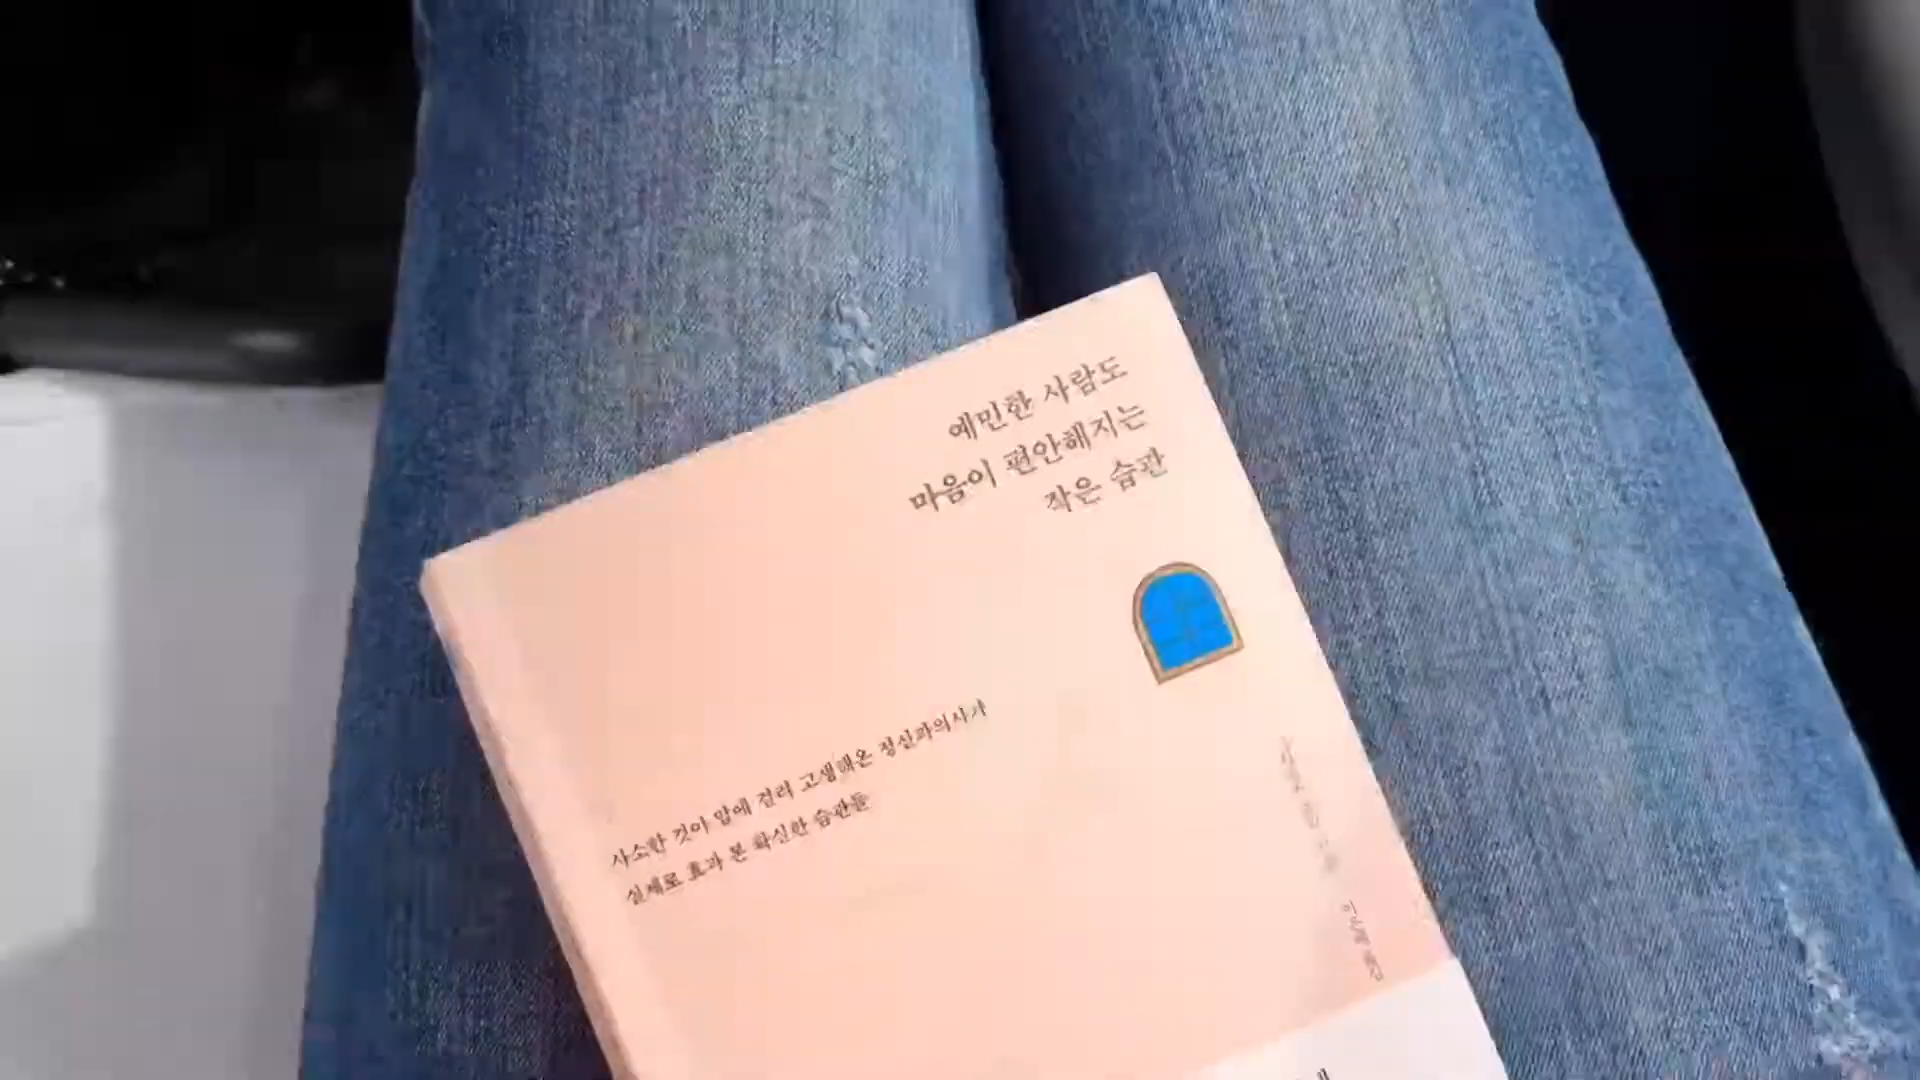 예민한 사람도
마음이 편안해지는
작은 습관
사소한 것이 맘에 걸려 고생해온 정신과의사가
실제로 효과 본 확실한 습관들